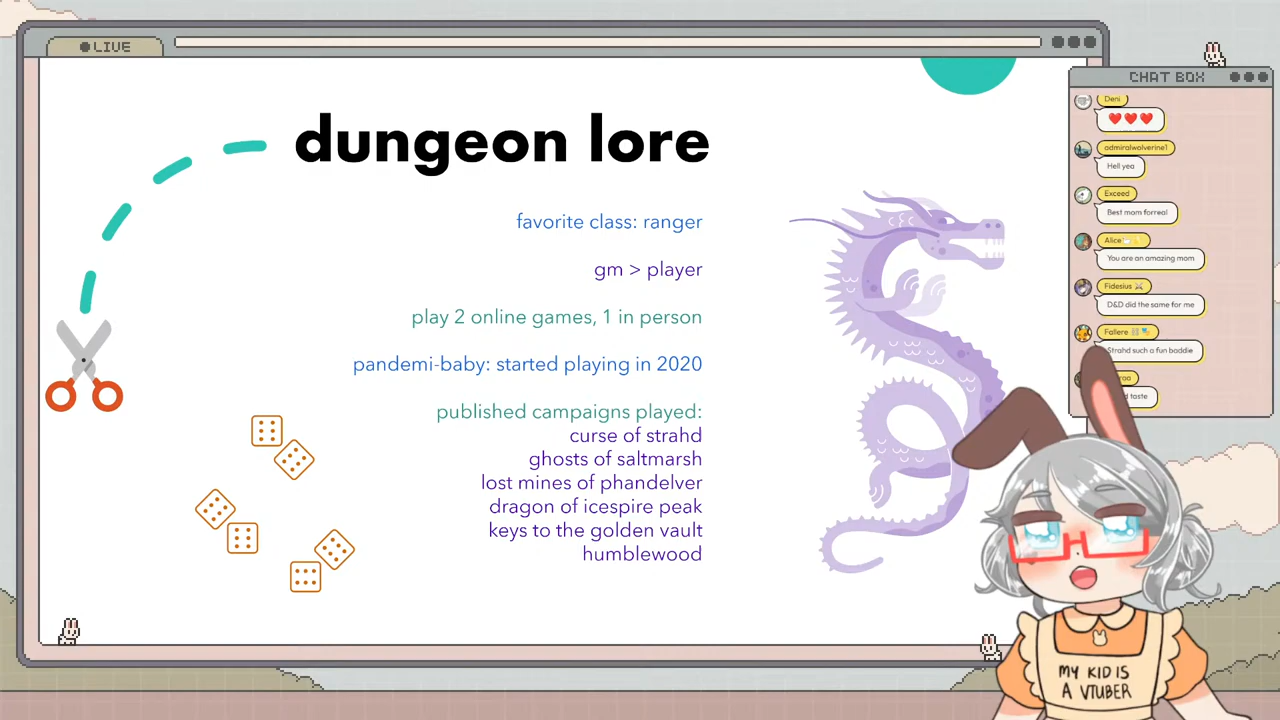 LIVE
CHAT BOX
dungeon lore
favorite class: ranger
gm > player
play 2 online games, 1 in person
pandemi-baby: started playing in 2020
published campaigns played:
curse of strahd
ghosts of saltmarsh
lost mines of phandelver
dragon of icespire peak
keys to the golden vault
humblewood
Deni
admiralwolverine1
Hell yea
Exceed
Best mom forreal
Alice
You are an amazing mom
Fidesius
D&D did the same for me
Fallere
Strahd such a fun baddie
taste
MY KID IS
A VTUBER